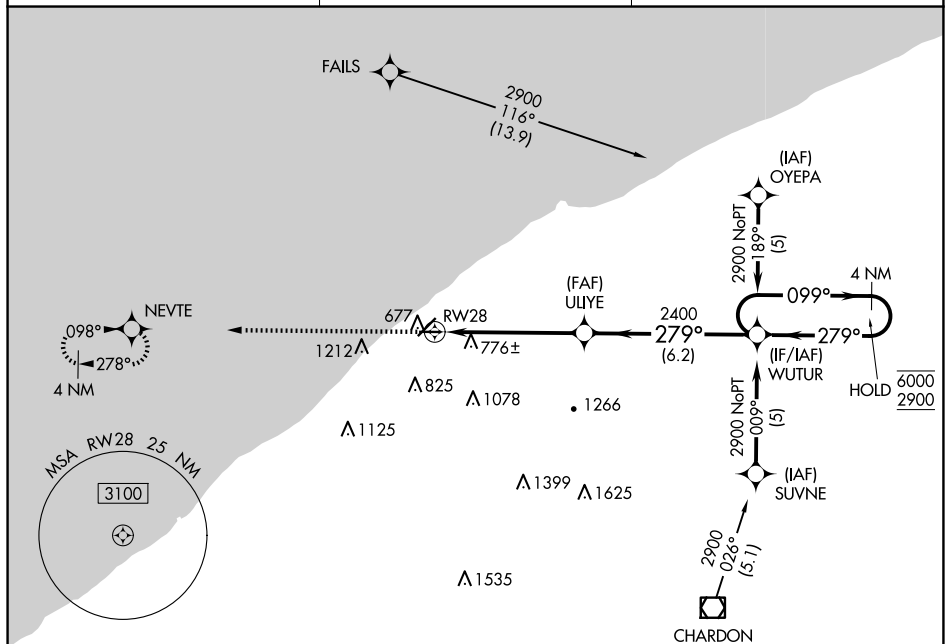 FAILS
2900
116°
(13.9)
(IAF)
OYEPA
2900 NoPT
189°
(5)
4 NM
099°
279°
(IF/IAF)
WUTUR
HOLD
6000
2900
(FAF)
ULIYE
2400
279°
(6.2)
RW28
677
776±
1212
825
1078
1266
1125
1399
1625
1535
NEVTE
098°
278°
4 NM
2900 NoPT
009°
(5)
(IAF)
SUVNE
2900
026°
(5.1)
CHARDON
MSA RW28 25 NM
3100